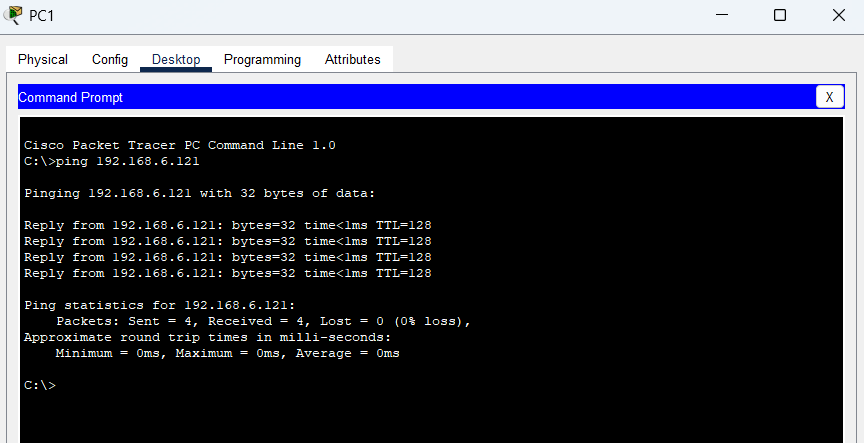 PC1
Physical Config Desktop Programming Attributes
Command Prompt X
Cisco Packet Tracer PC Command Line 1.0
C:\>ping 192.168.6.121
Pinging 192.168.6.121 with 32 bytes of data:
Reply from 192.168.6.121: bytes=32 time<1ms TTL=128
Reply from 192.168.6.121: bytes=32 time<1ms TTL=128
Reply from 192.168.6.121: bytes=32 time<1ms TTL=128
Reply from 192.168.6.121: bytes=32 time<1ms TTL=128
Ping statistics for 192.168.6.121:
Packets: Sent = 4, Received = 4, Lost = 0 (0% loss),
Approximate round trip times in milli-seconds:
Minimum = 0ms, Maximum = 0ms, Average = 0ms
C:\>